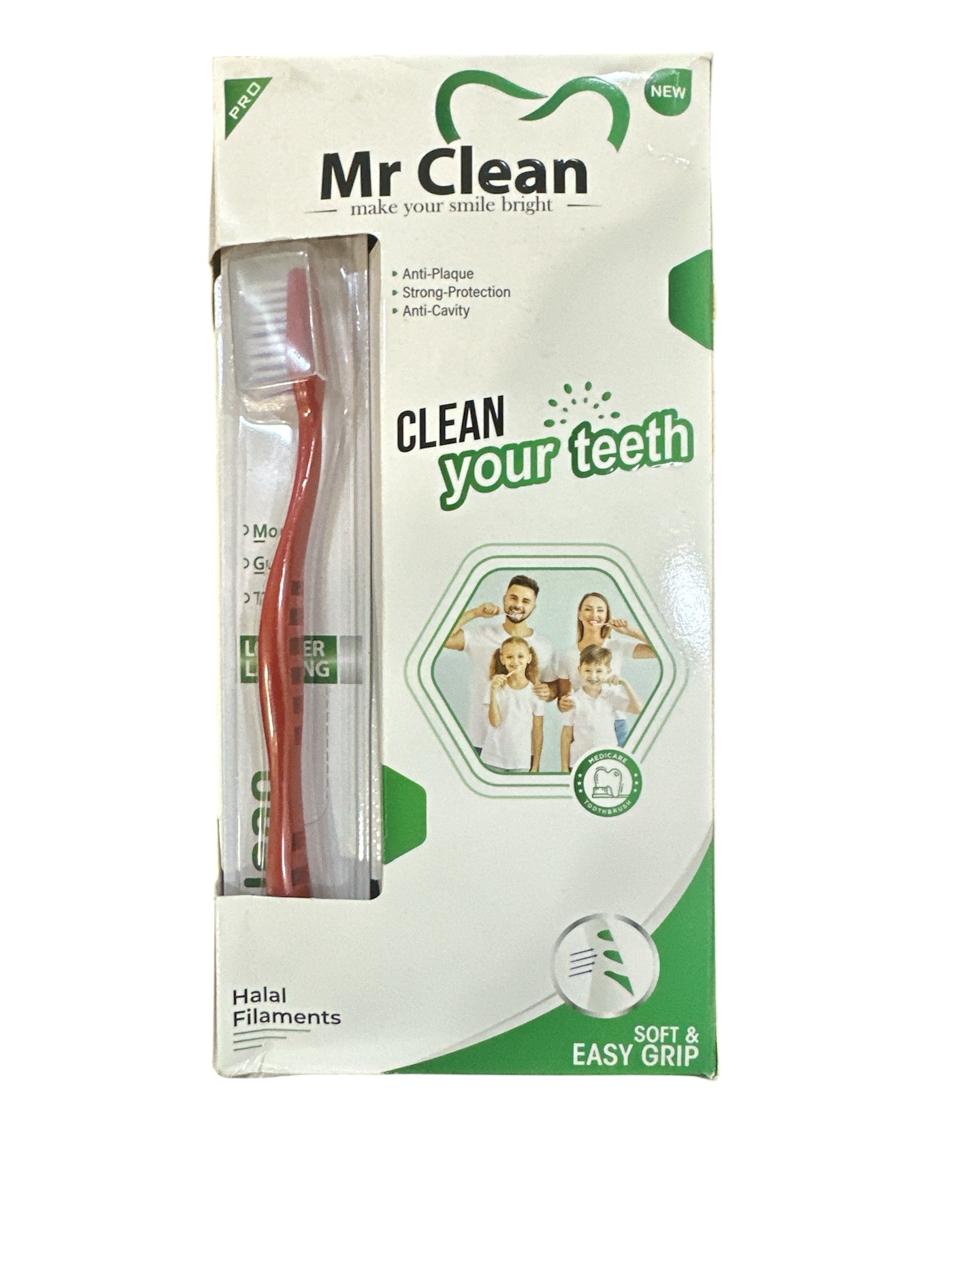 PRO
NEW
Mr Clean
make your smile bright
Anti-Plaque
Strong-Protection
Anti-Cavity
CLEAN
your teeth
MEDICARE
TOOTHBRUSH
Halal
Filaments
SOFT &
EASY GRIP